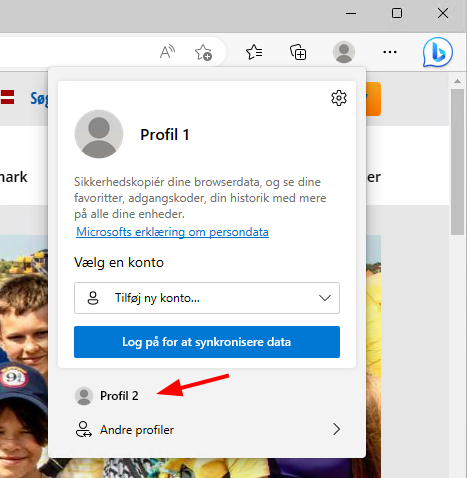 Søg
Profil 1
Sikkerhedskopiér dine browserdata, og se dine
favoritter, adgangskoder, din historik med mere
på alle dine enheder.
Microsofts erklæring om persondata
Vælg en konto
Tilføj ny konto...
Log på for at synkronisere data
Profil 2
Andre profiler
mark
er